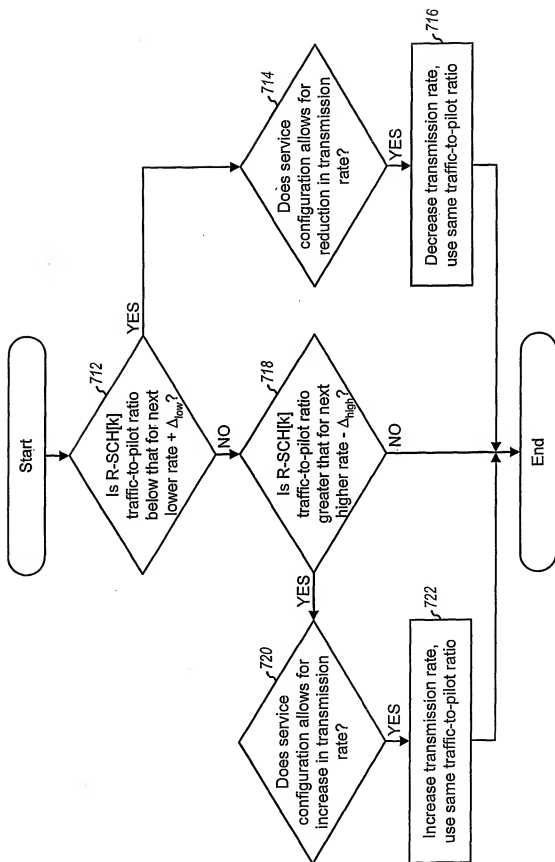 Start
712
Is R-SCH[k]
traffic-to-pilot ratio
below that for next
lower rate + Δlow?
YES
NO
714
Does service
configuration allows for
reduction in transmission
rate?
YES
716
Decrease transmission rate,
use same traffic-to-pilot ratio
718
Is R-SCH[k]
traffic-to-pilot ratio
greater that for next
higher rate - Δhigh?
YES
NO
720
Does service
configuration allows for
increase in transmission
rate?
YES
722
Increase transmission rate,
use same traffic-to-pilot ratio
End